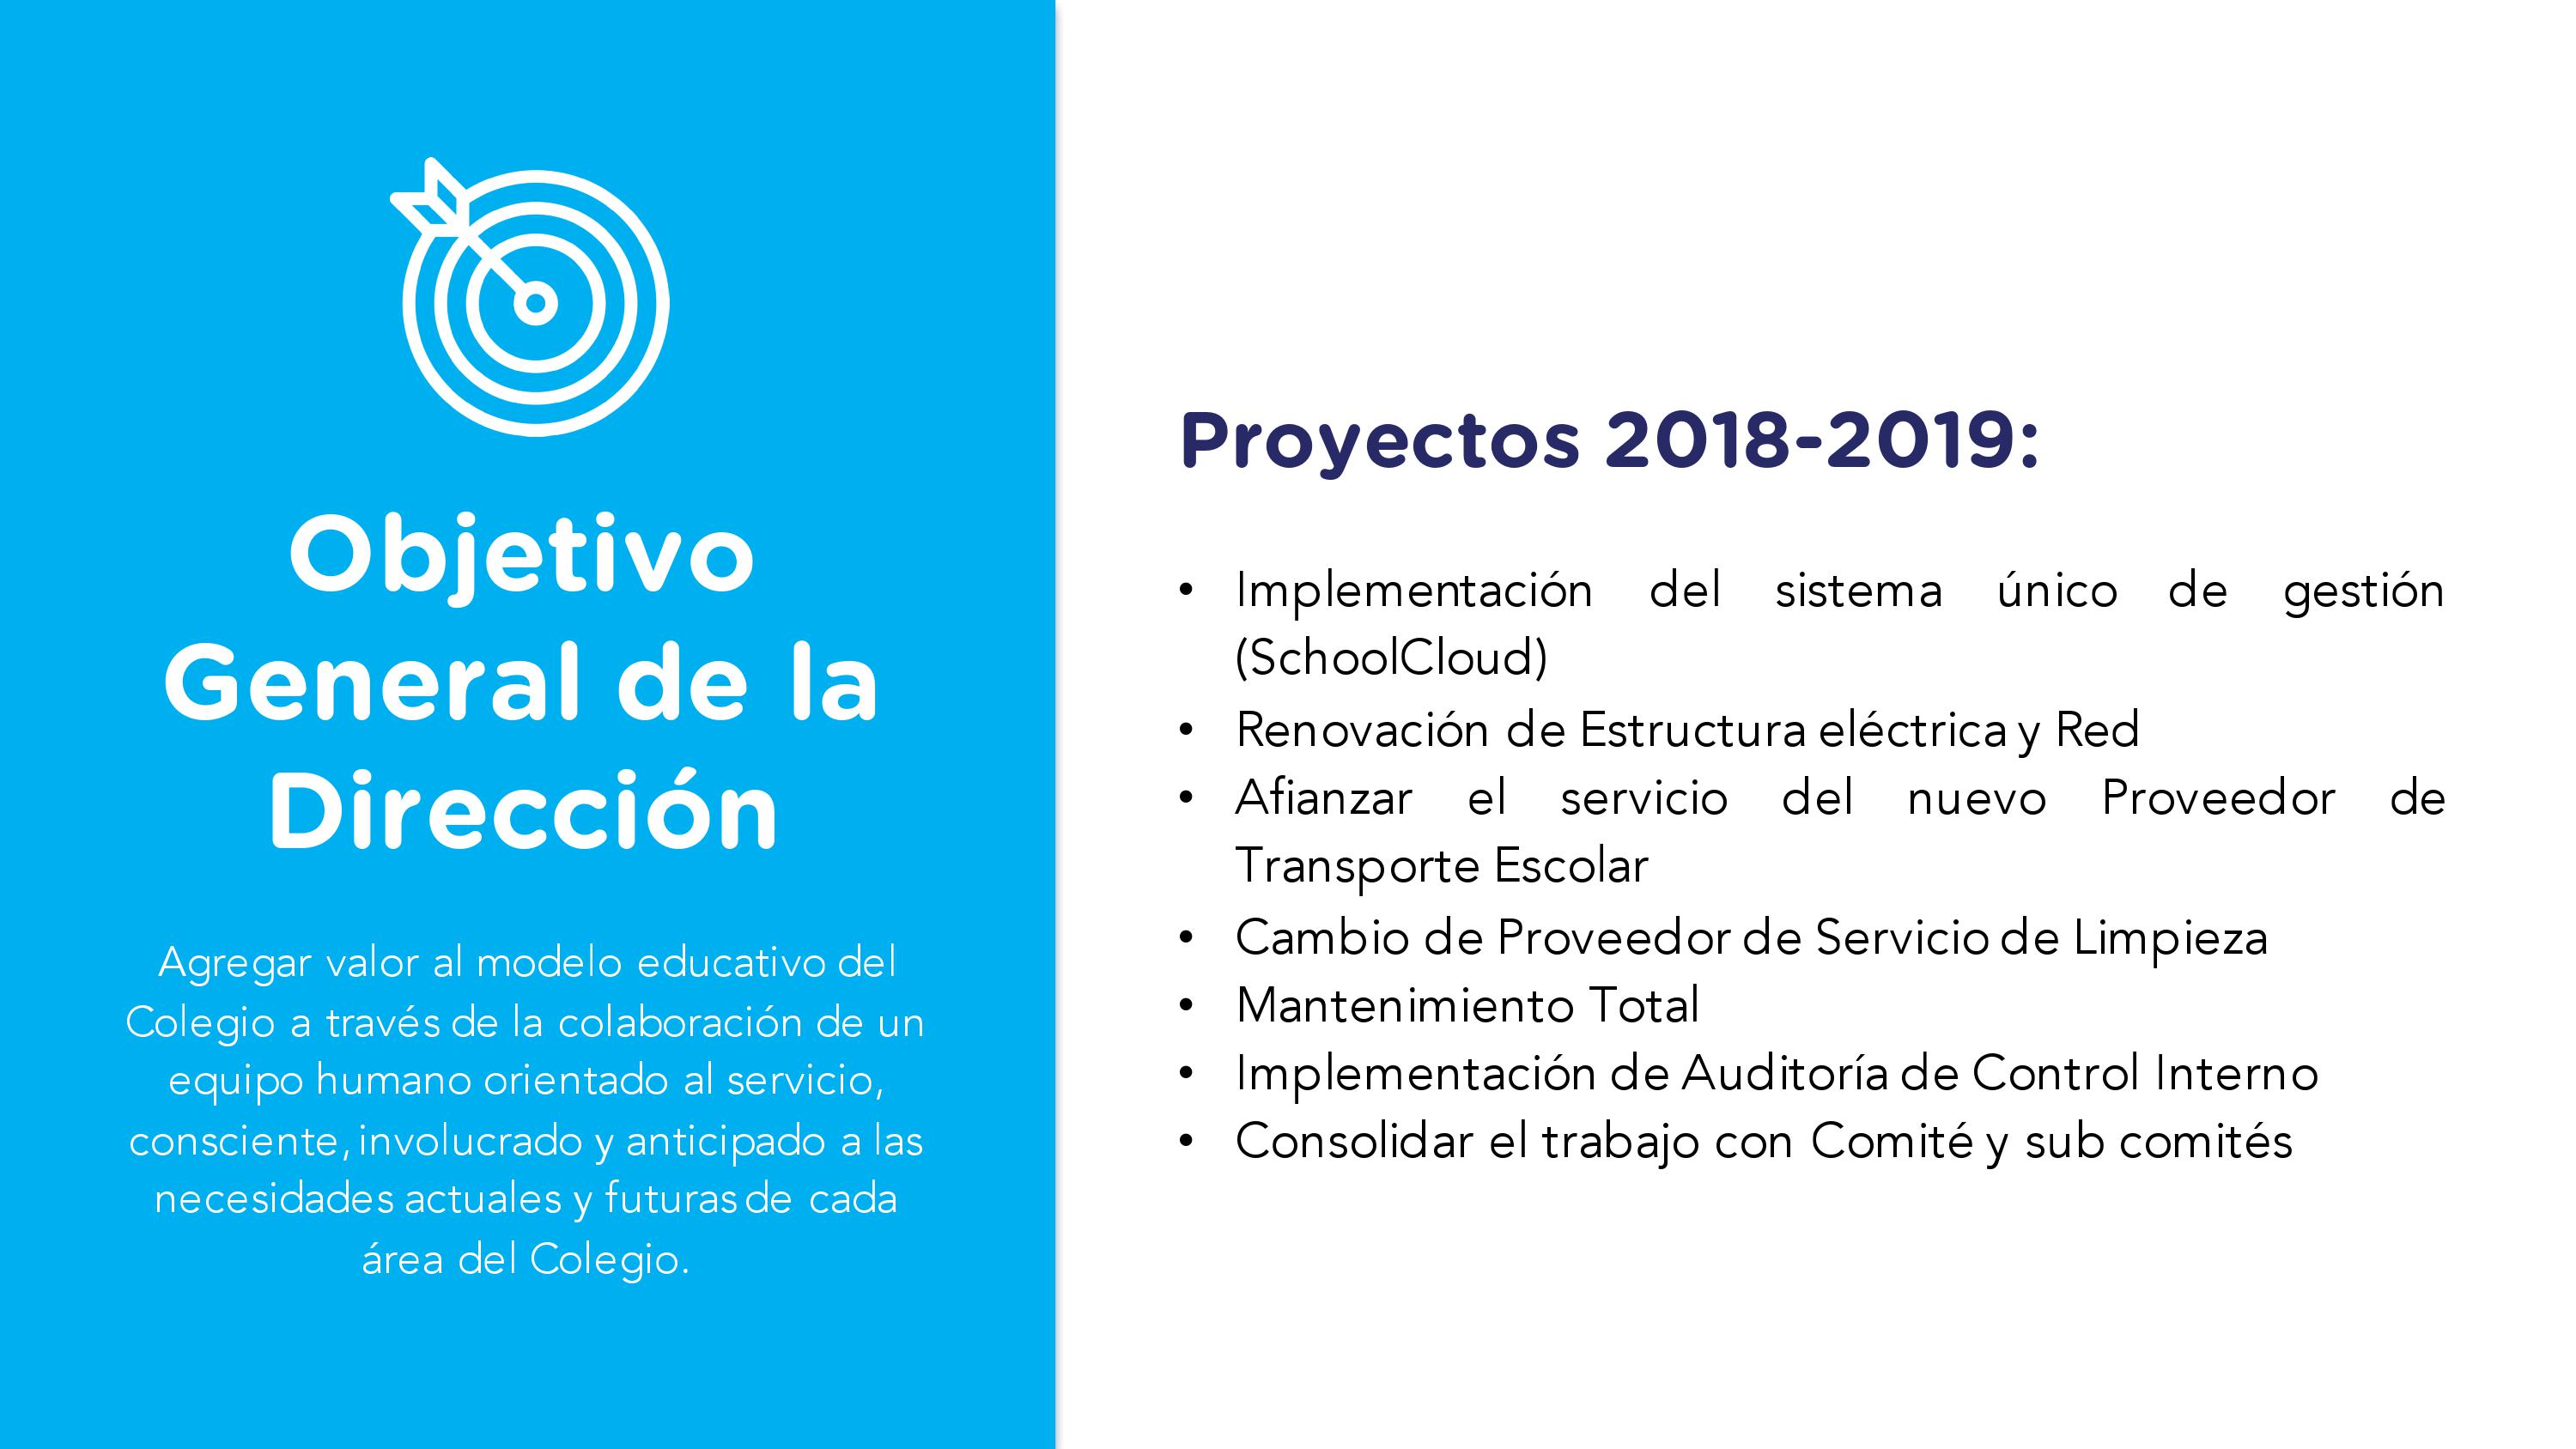 Objetivo
General de la
Dirección
Agregar valor al modelo educativo del
Colegio a través de la colaboración de un
equipo humano orientado al servicio,
consciente, involucrado y anticipado a las
necesidades actuales y futuras de cada
área del Colegio.
Proyectos 2018-2019:
• Implementación del sistema único de gestión
(SchoolCloud)
• Renovación de Estructura eléctrica y Red
• Afianzar el servicio del nuevo Proveedor de
Transporte Escolar
• Cambio de Proveedor de Servicio de Limpieza
• Mantenimiento Total
• Implementación de Auditoría de Control Interno
• Consolidar el trabajo con Comité y sub comités